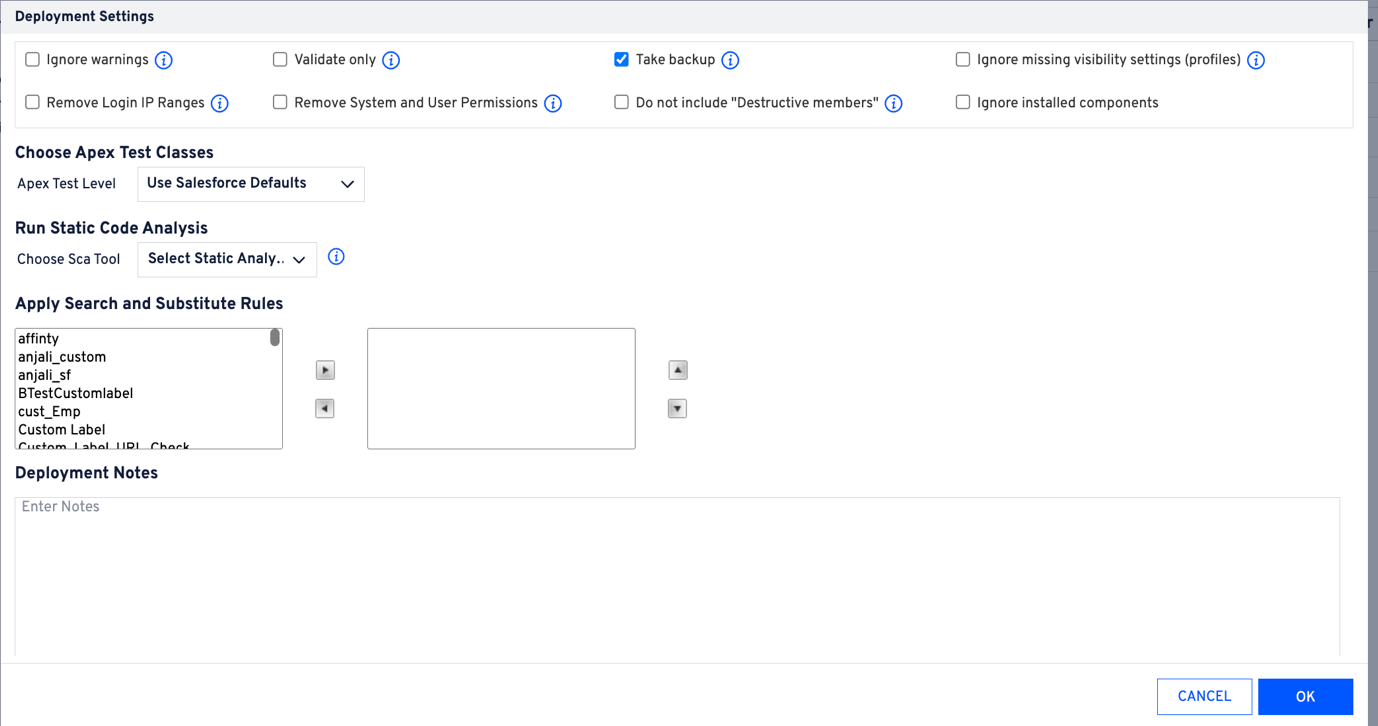 Deployment Settings
Ignore warnings
Validate only
Take backup
Ignore missing visibility settings (profiles)
Remove Login IP Ranges
Remove System and User Permissions
Do not include "Destructive members"
Ignore installed components
Choose Apex Test Classes
Apex Test Level
Use Salesforce Defaults
Run Static Code Analysis
Choose Sca Tool
Select Static Analy..
Apply Search and Substitute Rules
affinty
anjali_custom
anjali_sf
BTestCustomlabel
cust_Emp
Custom Label
Custom_Label_URL_Check
Deployment Notes
Enter Notes
CANCEL
OK